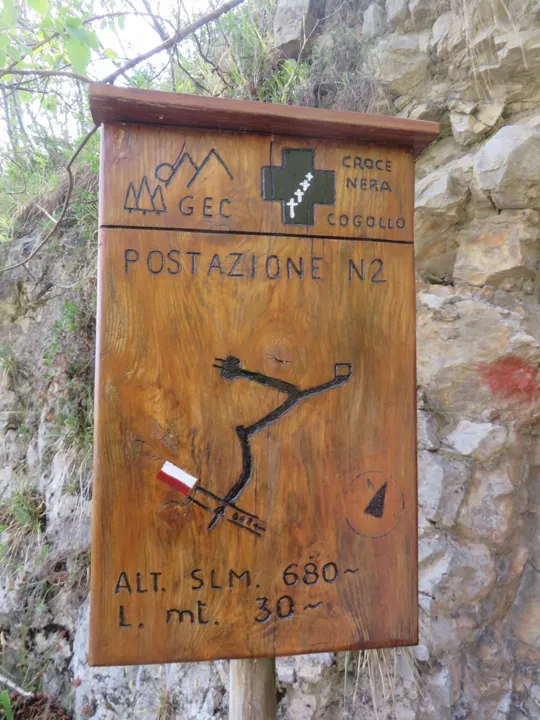 GEC
CROCE
NERA
COGOLLO
POSTAZIONE N2
ALT. SLM. 680~
L. mt. 30~